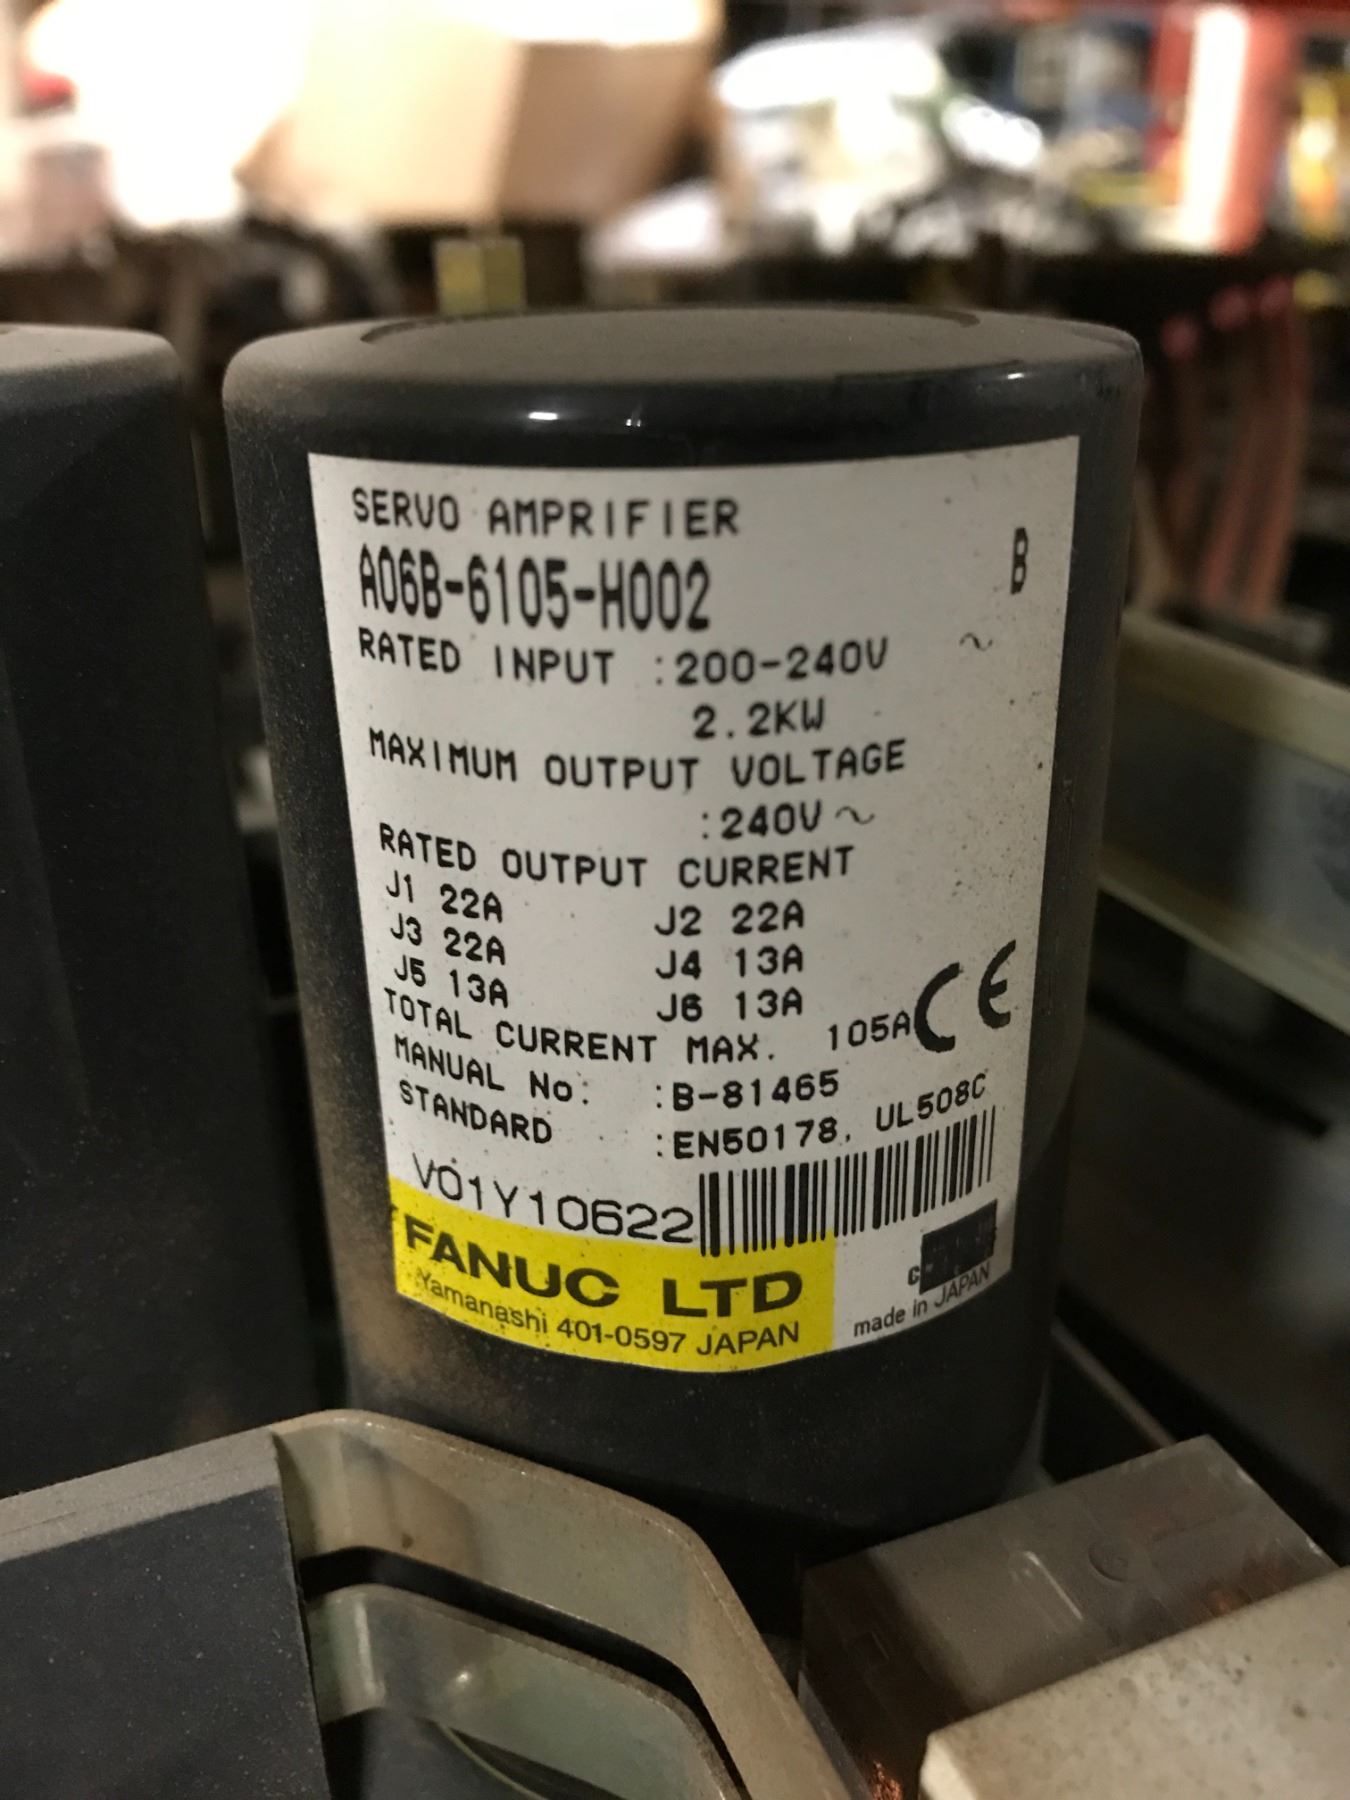 SERVO AMPRIFIER
A06B-6105-H002 B
RATED INPUT :200-240V ~
2.2KW
MAXIMUM OUTPUT VOLTAGE
:240V~
RATED OUTPUT CURRENT
J1 22A J2 22A
J3 22A J4 13A
J5 13A J6 13A
TOTAL CURRENT MAX. 105A CE
MANUAL No: :B-81465
STANDARD :EN50178, UL508C
V01Y10622
FANUC LTD
Yamanashi 401-0597 JAPAN
made in JAPAN